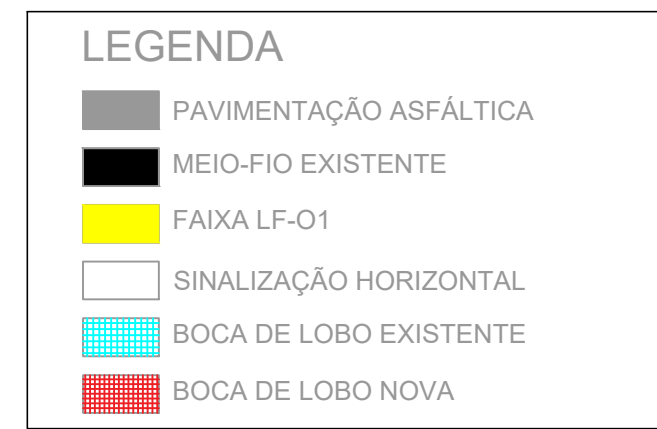 LEGENDA
PAVIMENTAÇÃO ASFÁLTICA
MEIO-FIO EXISTENTE
FAIXA LF-O1
SINALIZAÇÃO HORIZONTAL
BOCA DE LOBO EXISTENTE
BOCA DE LOBO NOVA